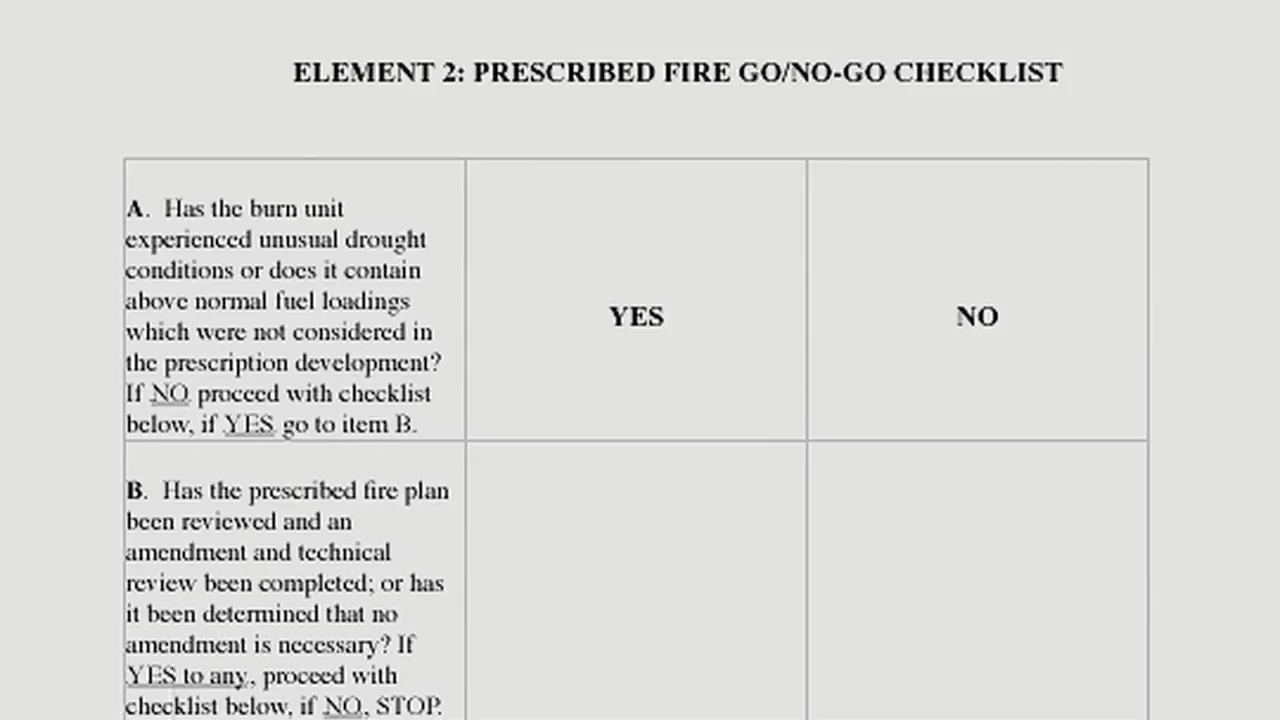 ELEMENT 2: PRESCRIBED FIRE GO/NO-GO CHECKLIST
A.  Has the burn unit
experienced unusual drought
conditions or does it contain
above normal fuel loadings
which were not considered in
the prescription development?
If NO proceed with checklist
below, if YES go to item B.
YES
NO
B.  Has the prescribed fire plan
been reviewed and an
amendment and technical
review been completed; or has
it been determined that no
amendment is necessary? If
YES to any, proceed with
checklist below, if NO, STOP.